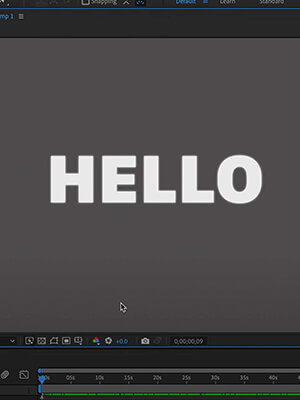 Snapping
Default
Learn
Standard
mp 1
HELLO
+0.0
0;00;00;09
00s
05s
10s
15s
20s
25s
30s
35s
40s